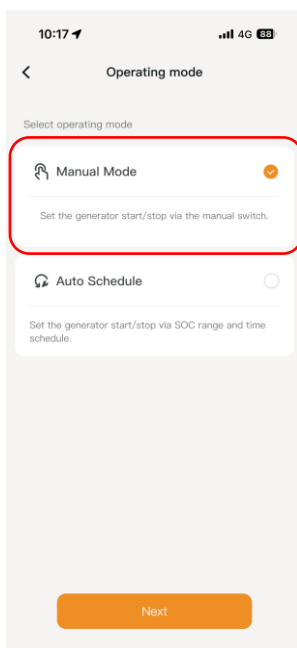 10:17 4G 88
Operating mode
Select operating mode
Manual Mode
Set the generator start/stop via the manual switch.
Auto Schedule
Set the generator start/stop via SOC range and time
schedule.
Next